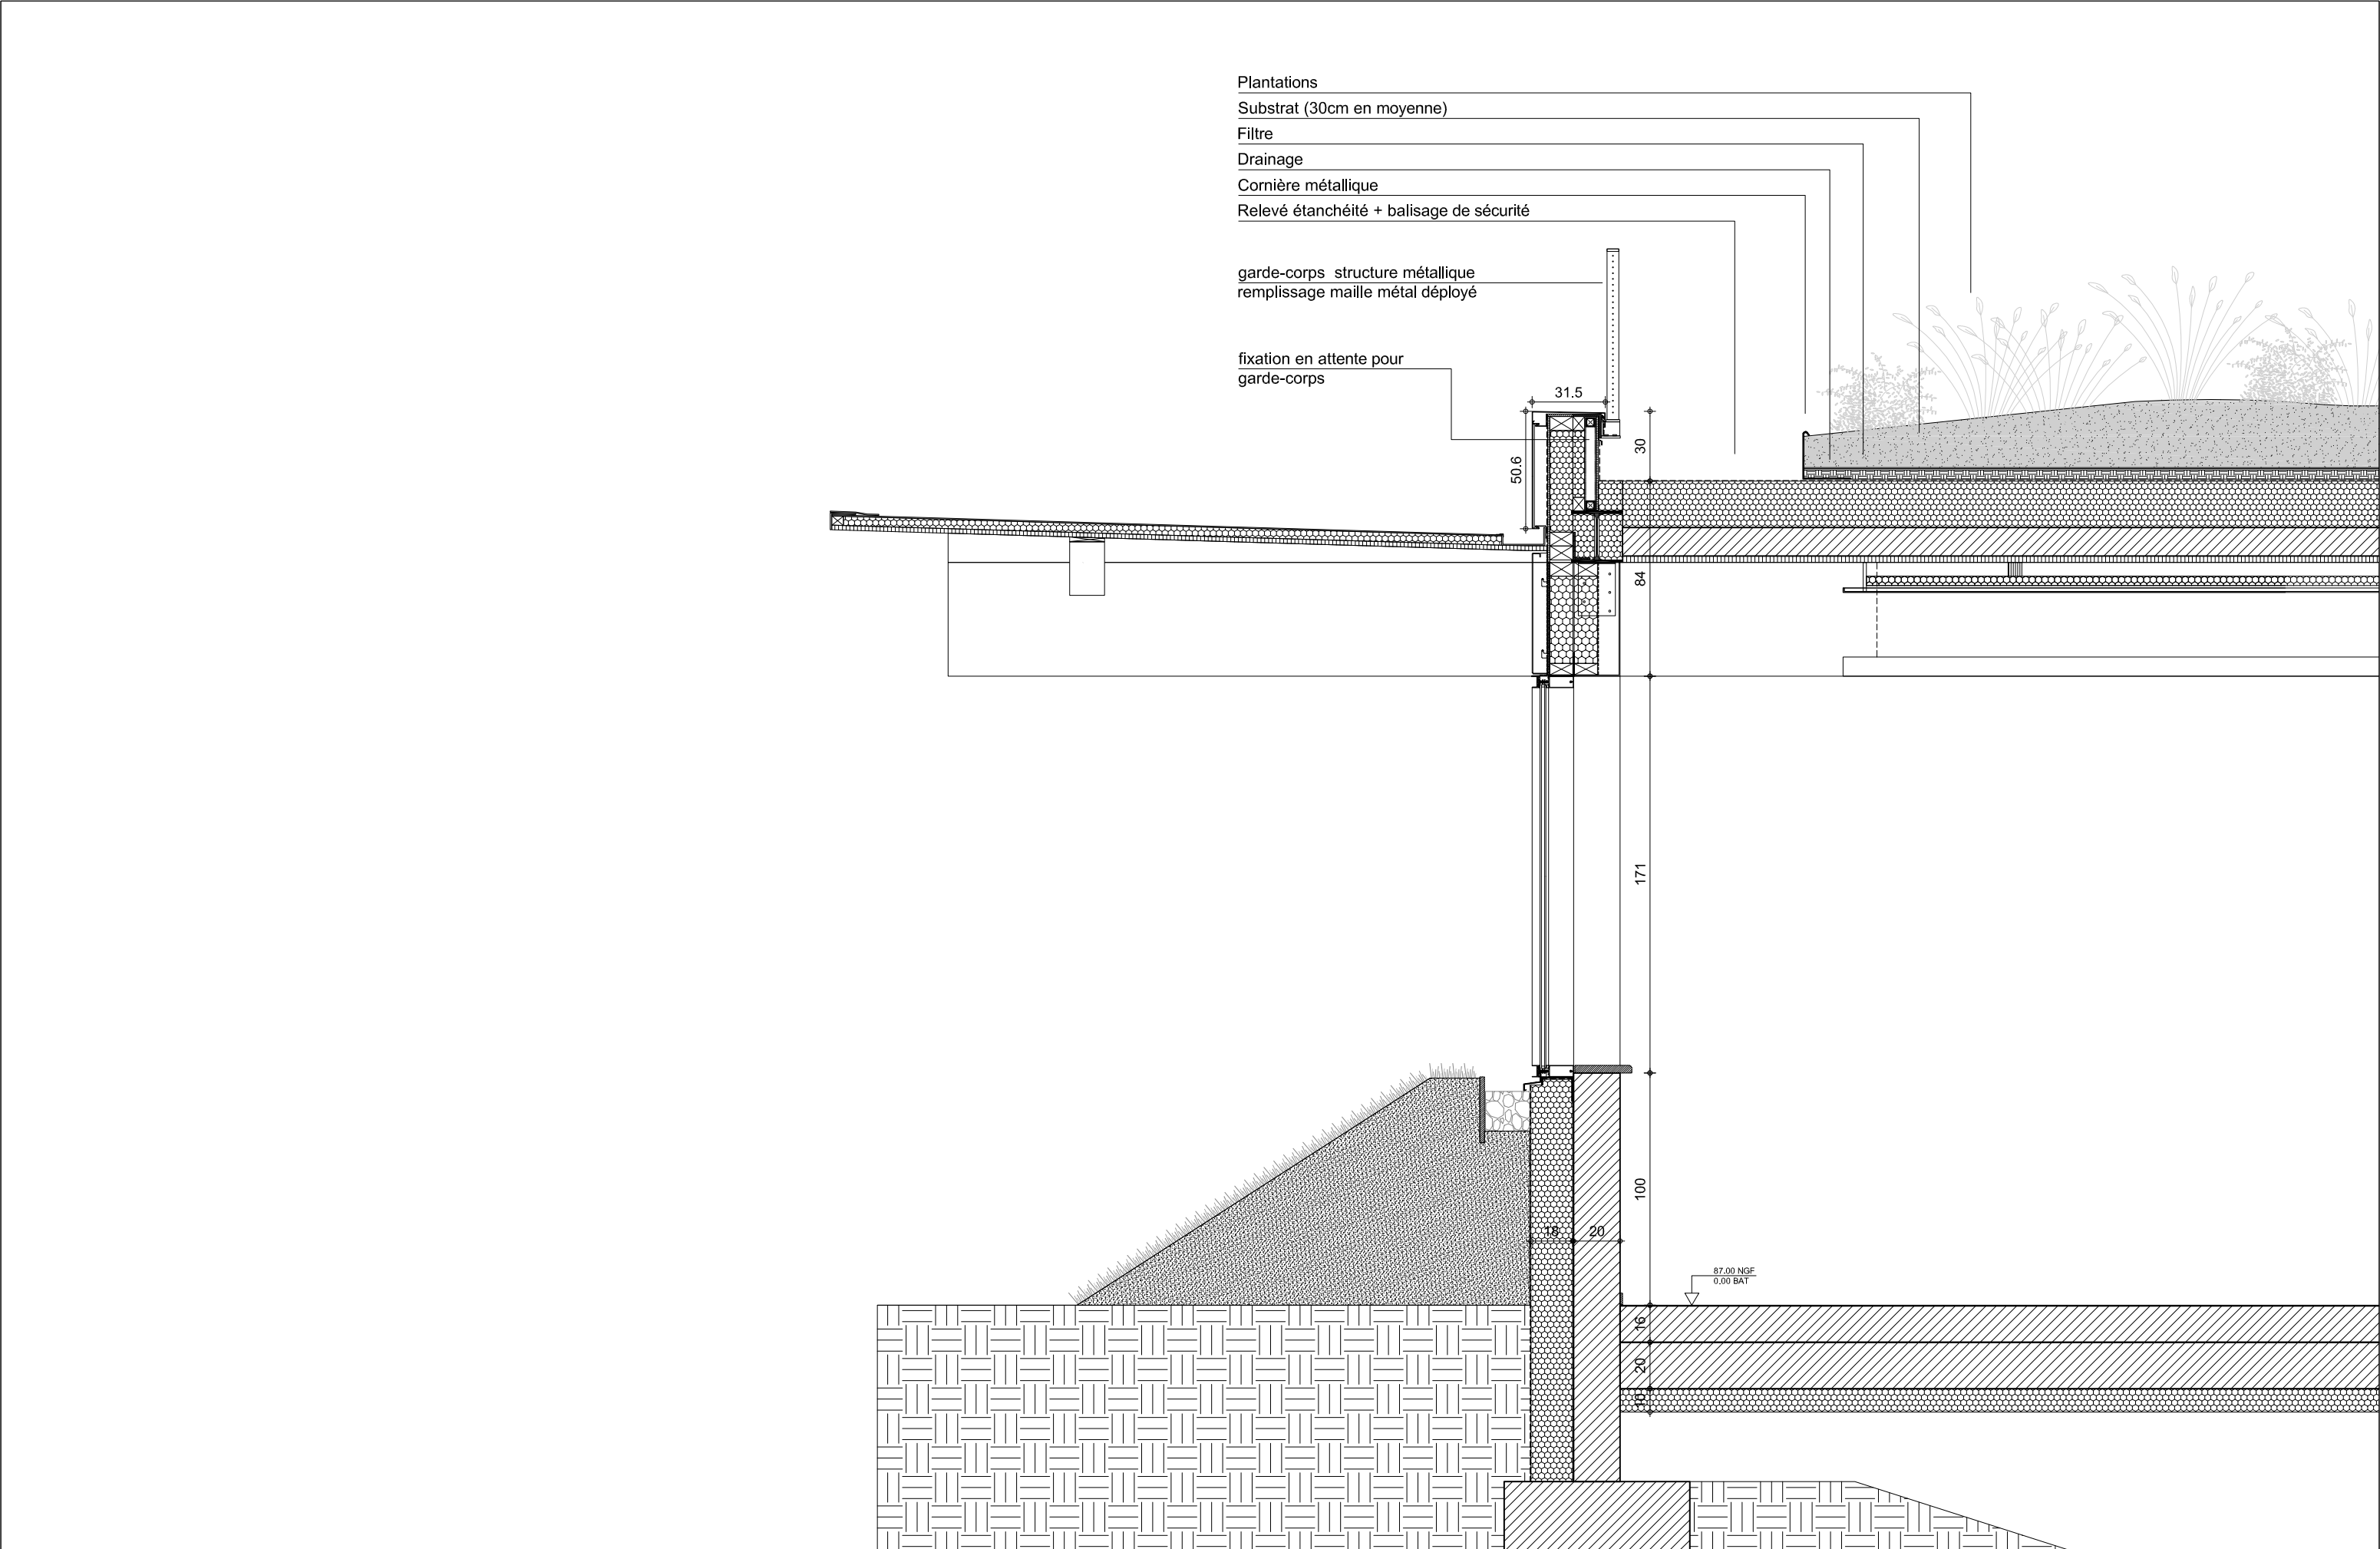 Plantations
Substrat (30cm en moyenne)
Filtre
Drainage
Cornière métallique
Relevé étanchéité + balisage de sécurité
garde-corps structure métallique
remplissage maille métal déployé
fixation en attente pour
garde-corps
31.5
30
50.6
84
171
100
18
20
87.00 NGF
0,00 BAT
16
20
10